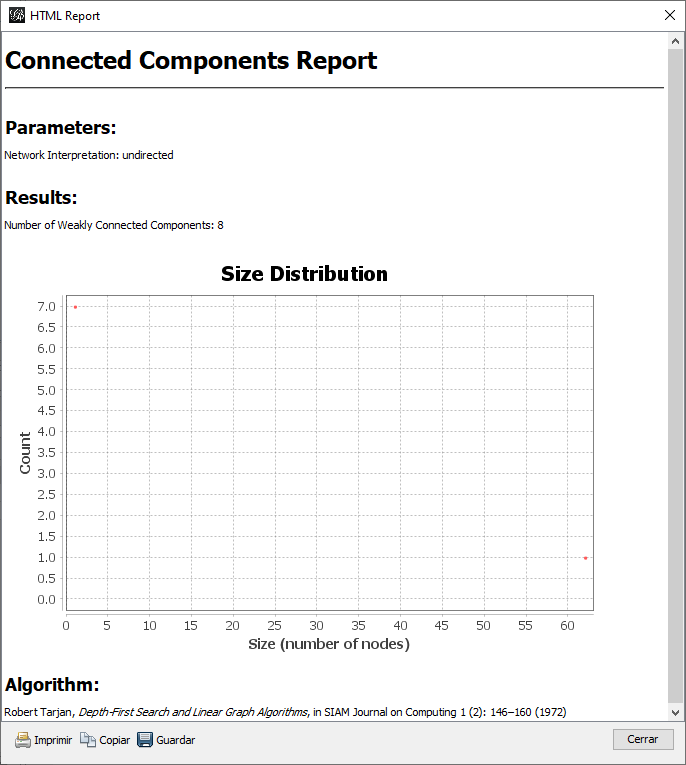 HTML Report
Connected Components Report
Parameters:
Network Interpretation: undirected
Results:
Number of Weakly Connected Components: 8
Size Distribution
7.0
6.5
6.0
5.5
5.0
4.5
4.0
3.5
3.0
2.5
2.0
1.5
1.0
0.5
0.0
Count
0 5 10 15 20 25 30 35 40 45 50 55 60
Size (number of nodes)
Algorithm:
Robert Tarjan, Depth-First Search and Linear Graph Algorithms, in SIAM Journal on Computing 1 (2): 146–160 (1972)
Imprimir Copiar Guardar Cerrar